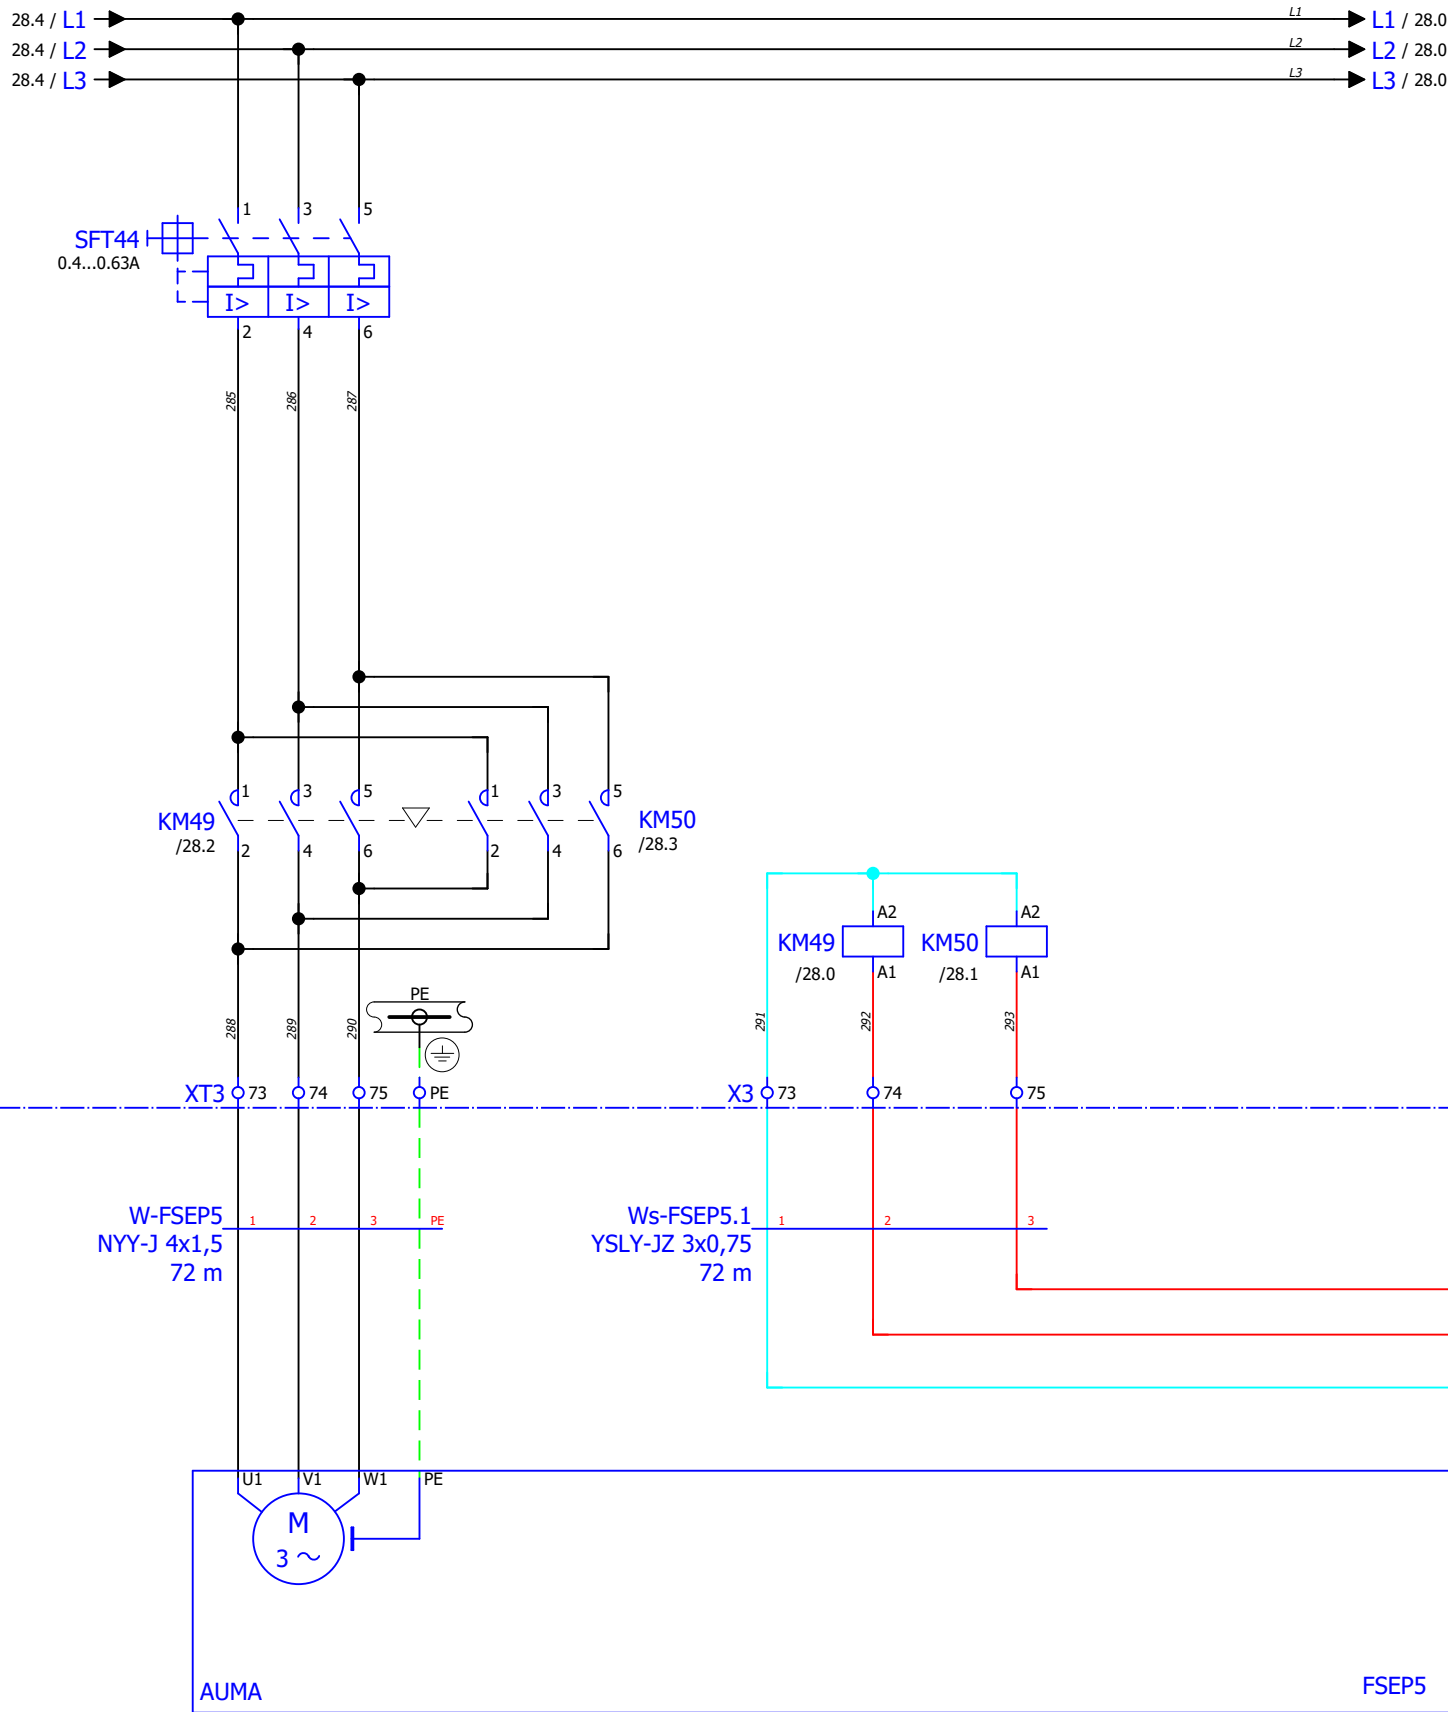 28.4 / L1
L1
L1 / 28.0
28.4 / L2
L2
L2 / 28.0
28.4 / L3
L3
L3 / 28.0
1 3 5
SFT44
0.4...0.63A
I> I> I>
2 4 6
285 286 287
1 3 5 1 3 5
KM49
/28.2
KM50
/28.3
2 4 6 2 4 6
A2 A2
KM49
/28.0
KM50
/28.1
A1 A1
PE
288 289 290
291 292 293
XT3 73 74 75 PE
X3 73 74 75
W-FSEP5
NYY-J 4x1,5
72 m
1 2 3 PE
Ws-FSEP5.1
YSLY-JZ 3x0,75
72 m
1 2 3
U1 V1 W1 PE
M
3 ~
AUMA
FSEP5